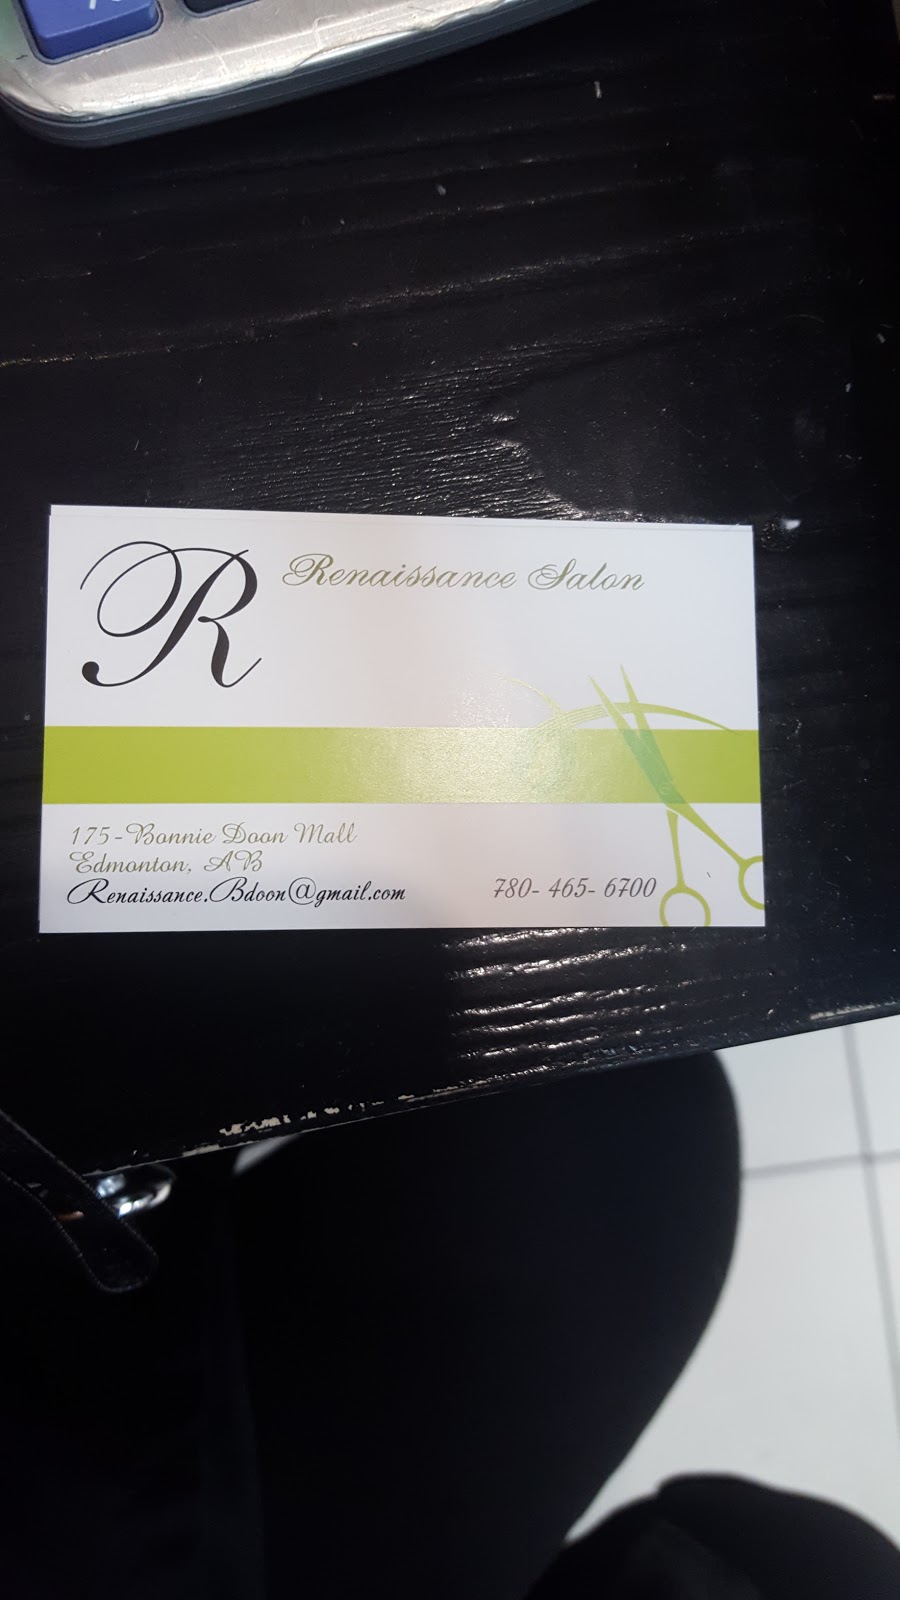 R
Renaissance Salon
175-Bonnie Doon Mall
Edmonton, AB
Renaissance.Bdoon@gmail.com
780- 465- 6700